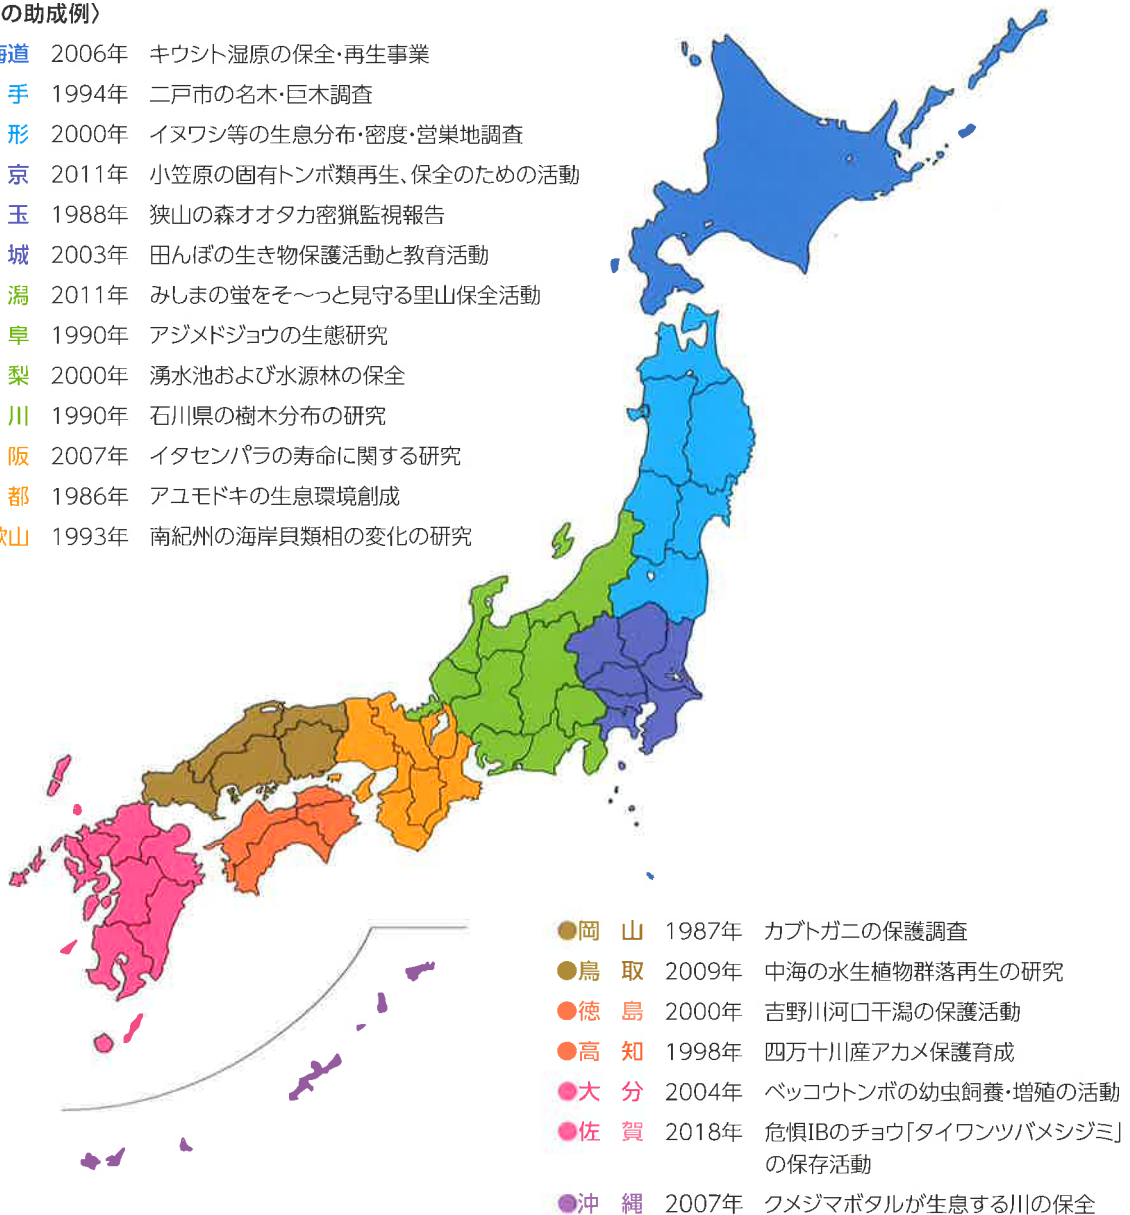 の助成例〉
海道 2006年 キウシト湿原の保全・再生事業
手 1994年 二戸市の名木・巨木調査
形 2000年 イヌワシ等の生息分布・密度・営巣地調査
京 2011年 小笠原の固有トンボ類再生、保全のための活動
玉 1988年 狭山の森オオタカ密猟監視報告
城 2003年 田んぼの生き物保護活動と教育活動
潟 2011年 みしまの蛍をそ〜っと見守る里山保全活動
阜 1990年 アジメドジョウの生態研究
梨 2000年 湧水池および水源林の保全
川 1990年 石川県の樹木分布の研究
阪 2007年 イタセンパラの寿命に関する研究
都 1986年 アユモドキの生息環境創成
歌山 1993年 南紀州の海岸貝類相の変化の研究
●岡 山 1987年 カブトガニの保護調査
●鳥 取 2009年 中海の水生植物群落再生の研究
●徳 島 2000年 吉野川河口干潟の保護活動
●高 知 1998年 四万十川産アカメ保護育成
●大 分 2004年 ベッコウトンボの幼虫飼養・増殖の活動
●佐 賀 2018年 危惧IBのチョウ「タイワンツバメシジミ」
の保存活動
●沖 縄 2007年 クメジマボタルが生息する川の保全